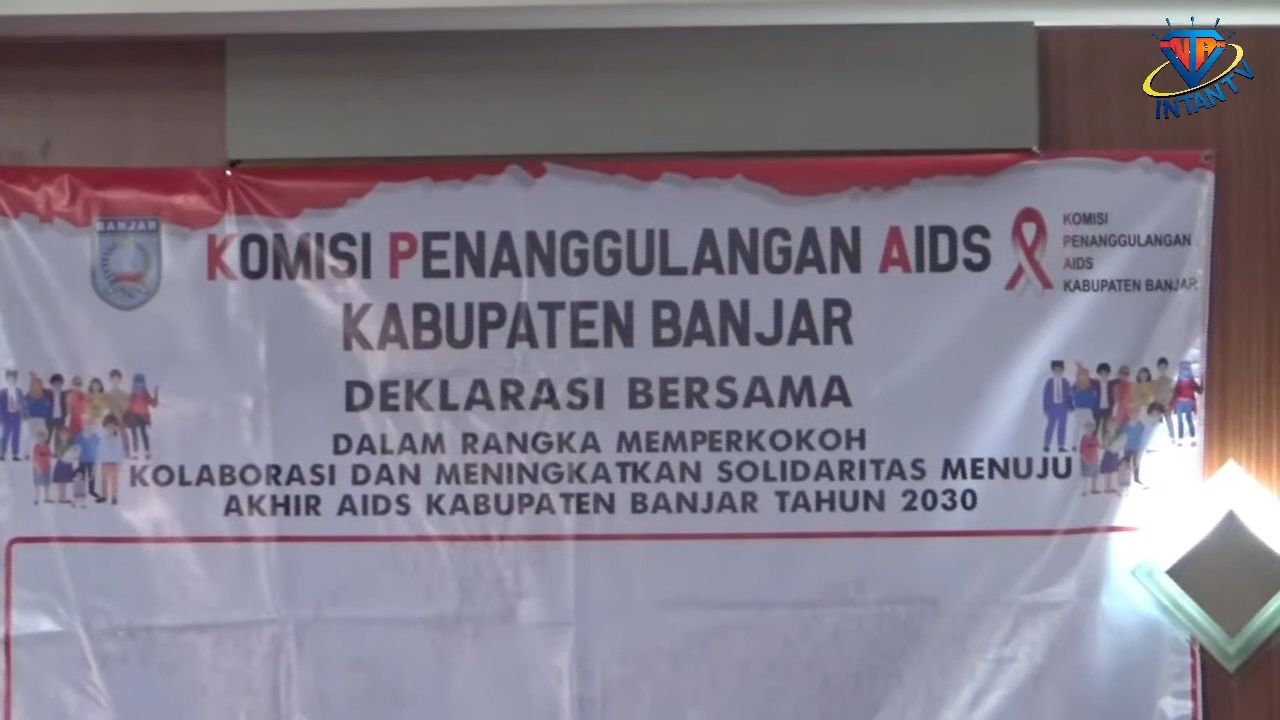 INTAN TV
BANJAR
KOMISI PENANGGULANGAN AIDS
KABUPATEN BANJAR
KOMISI
PENANGGULANGAN
AIDS
KABUPATEN BANJAR
DEKLARASI BERSAMA
DALAM RANGKA MEMPERKOKOH
KOLABORASI DAN MENINGKATKAN SOLIDARITAS MENUJU
AKHIR AIDS KABUPATEN BANJAR TAHUN 2030